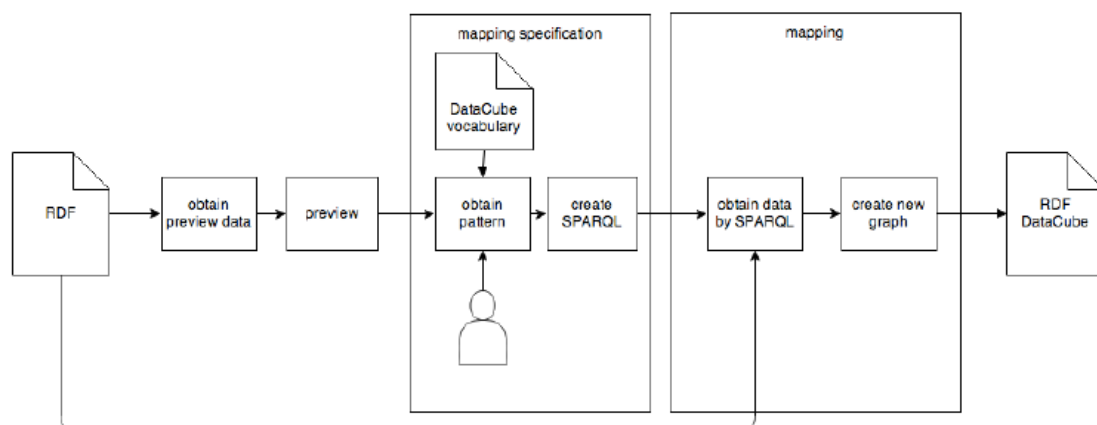 mapping specification
mapping
DataCube
vocabulary
RDF
obtain
preview data
preview
obtain
pattern
create
SPARQL
obtain data
by SPARQL
create new
graph
RDF
DataCube